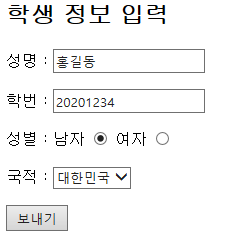 학생 정보 입력
성명 : 홍길동
학번 : 20201234
성별 : 남자 여자
국적 : 대한민국
보내기